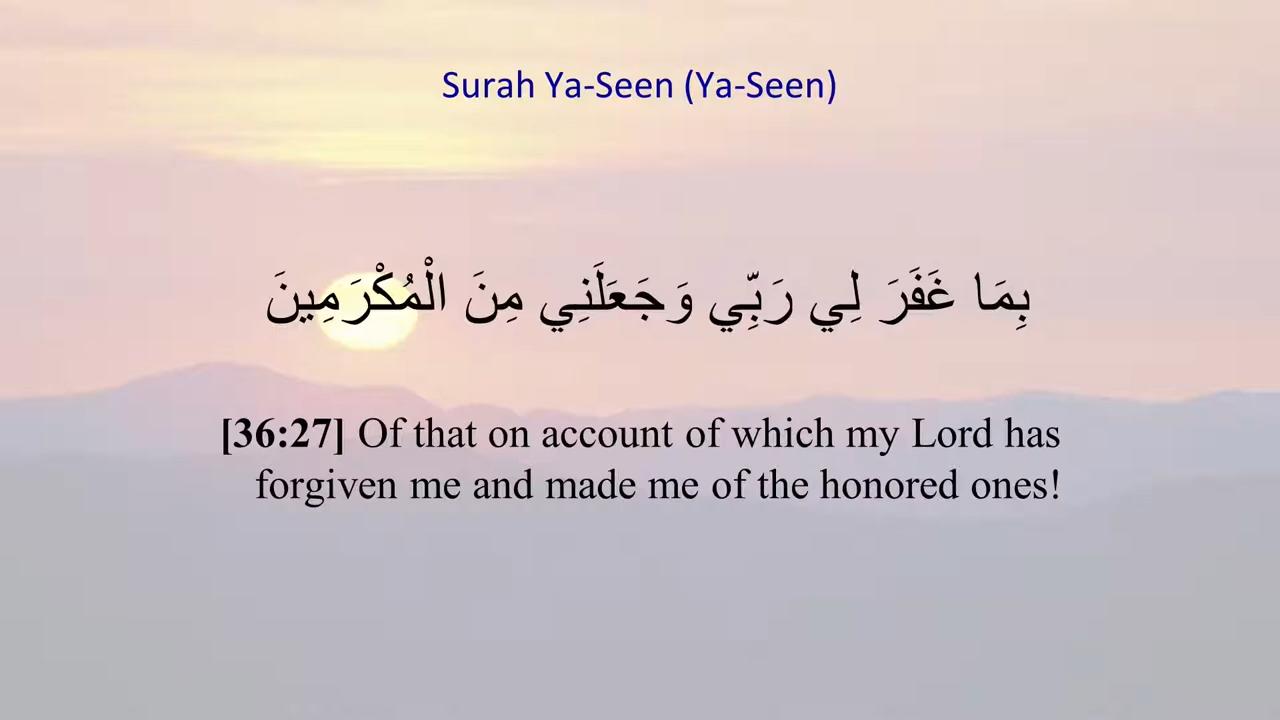 Surah Ya-Seen (Ya-Seen)
بِمَا غَفَرَ لِي رَبِّي وَجَعَلَنِي مِنَ الْمُكْرَمِينَ
[36:27] Of that on account of which my Lord has
forgiven me and made me of the honored ones!